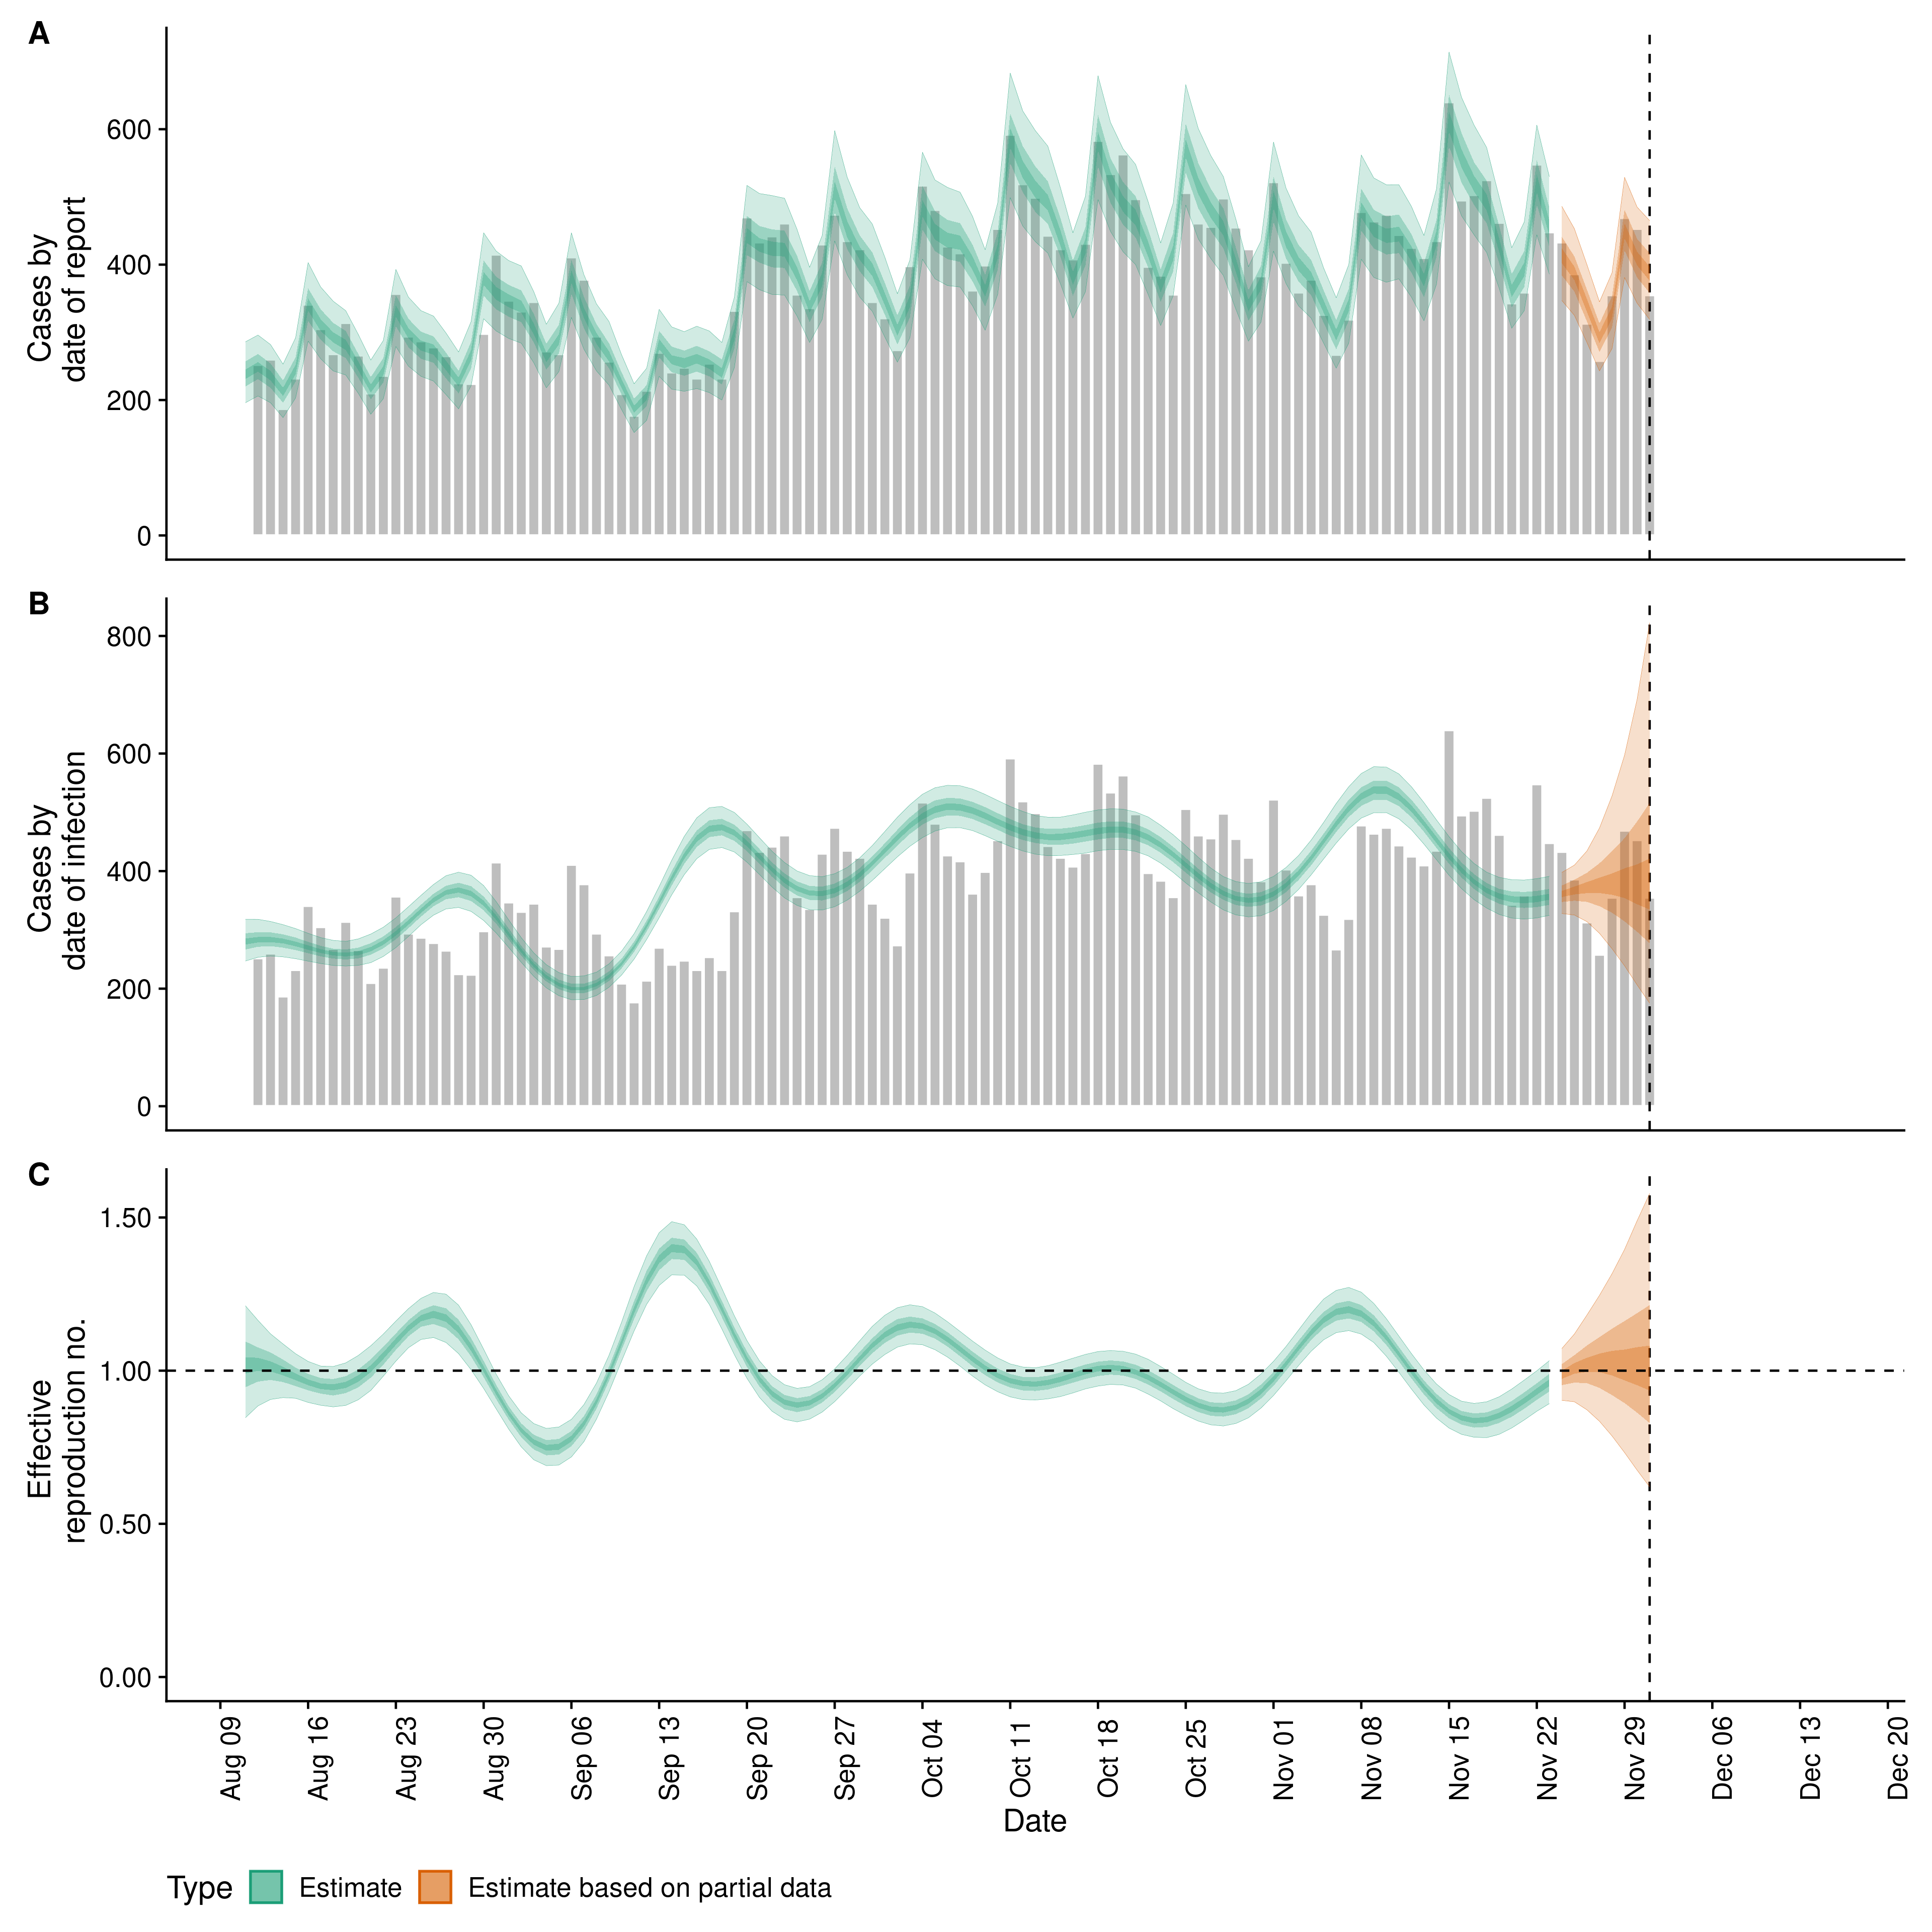 A
Cases by
date of report
600
400
200
0
B
Cases by
date of infection
800
600
400
200
0
C
Effective
reproduction no.
1.50
1.00
0.50
0.00
Aug 09
Aug 16
Aug 23
Aug 30
Sep 06
Sep 13
Sep 20
Sep 27
Oct 04
Oct 11
Oct 18
Oct 25
Nov 01
Nov 08
Nov 15
Nov 22
Nov 29
Dec 06
Dec 13
Dec 20
Date
Type Estimate Estimate based on partial data